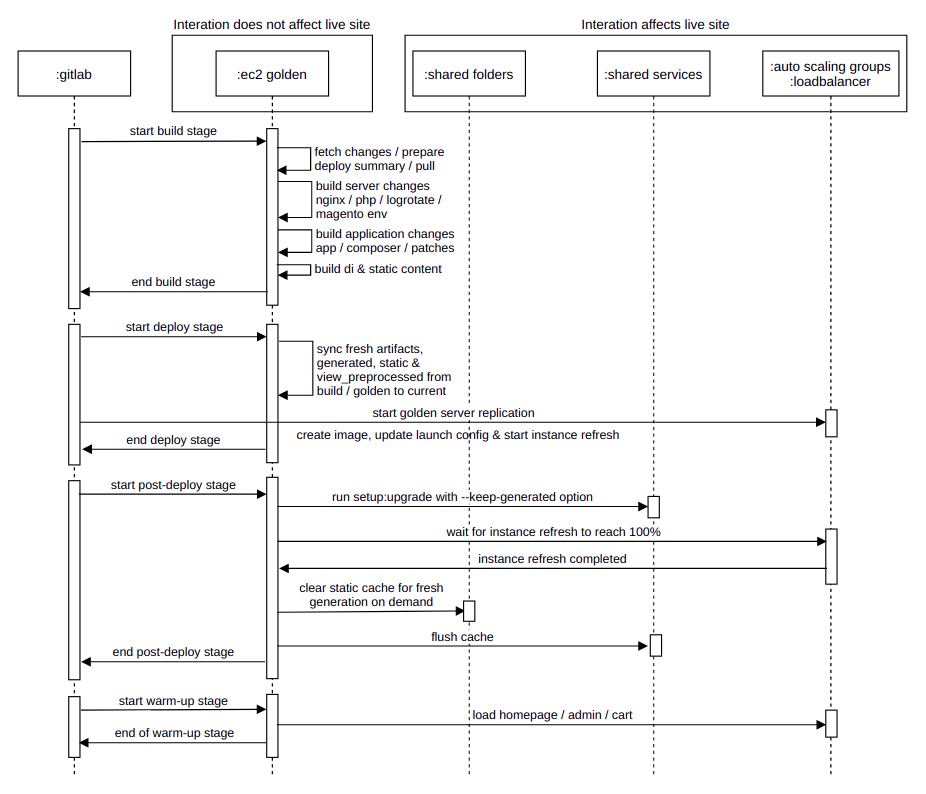 Interation does not affect live site
Interation affects live site
:gitlab
:ec2 golden
:shared folders
:shared services
:auto scaling groups
:loadbalancer
start build stage
fetch changes / prepare
deploy summary / pull
build server changes
nginx / php / logrotate /
magento env
build application changes
app / composer / patches
build di & static content
end build stage
start deploy stage
sync fresh artifacts,
generated, static &
view_preprocessed from
build / golden to current
start golden server replication
create image, update launch config & start instance refresh
end deploy stage
start post-deploy stage
run setup:upgrade with --keep-generated option
wait for instance refresh to reach 100%
instance refresh completed
clear static cache for fresh
generation on demand
flush cache
end post-deploy stage
start warm-up stage
load homepage / admin / cart
end of warm-up stage